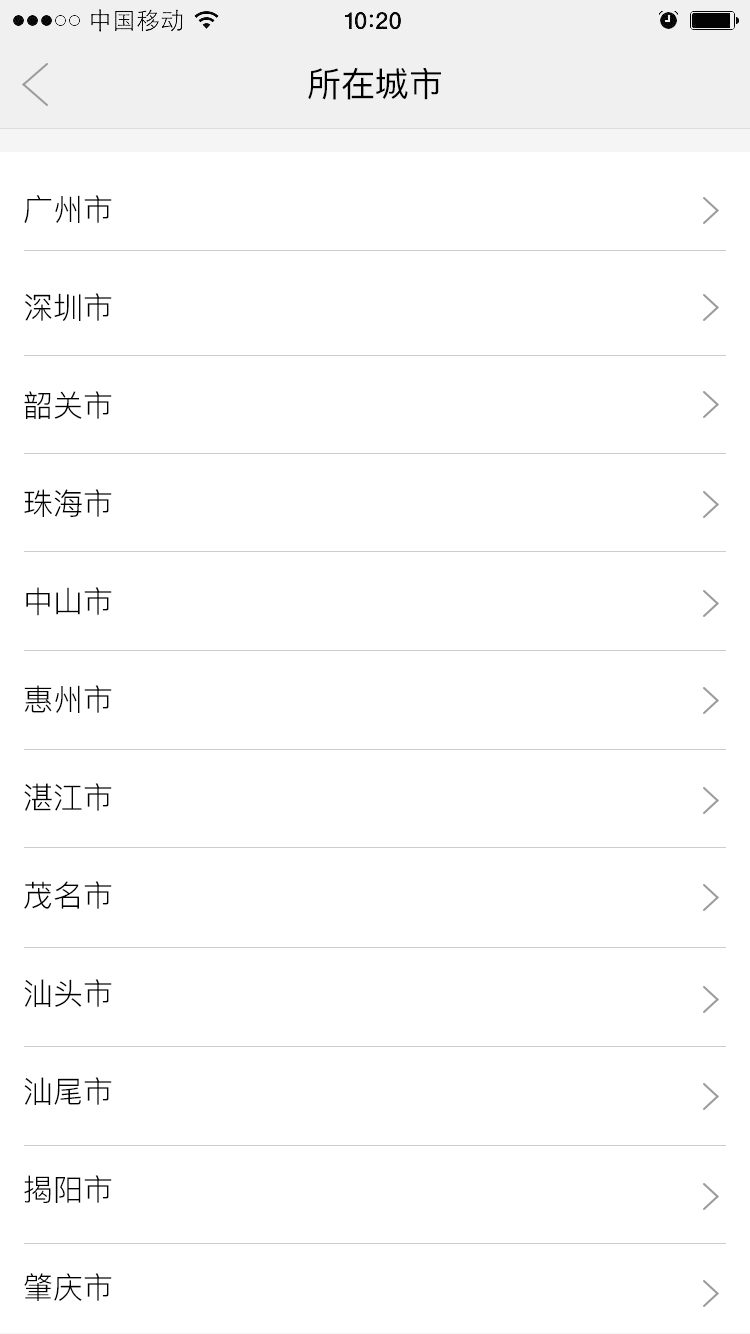 中国移动 10:20
所在城市
广州市
深圳市
韶关市
珠海市
中山市
惠州市
湛江市
茂名市
汕头市
汕尾市
揭阳市
肇庆市